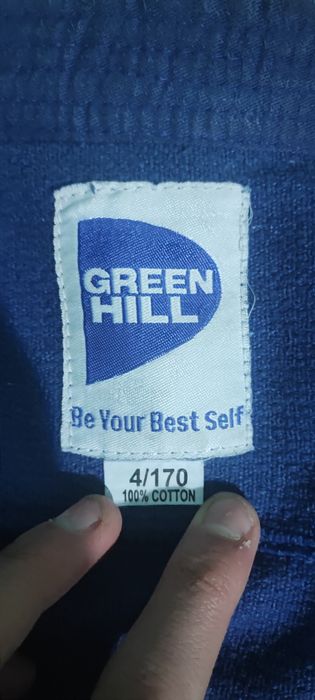 GREEN
HILL
Be Your Best Self
4/170
100% COTTON